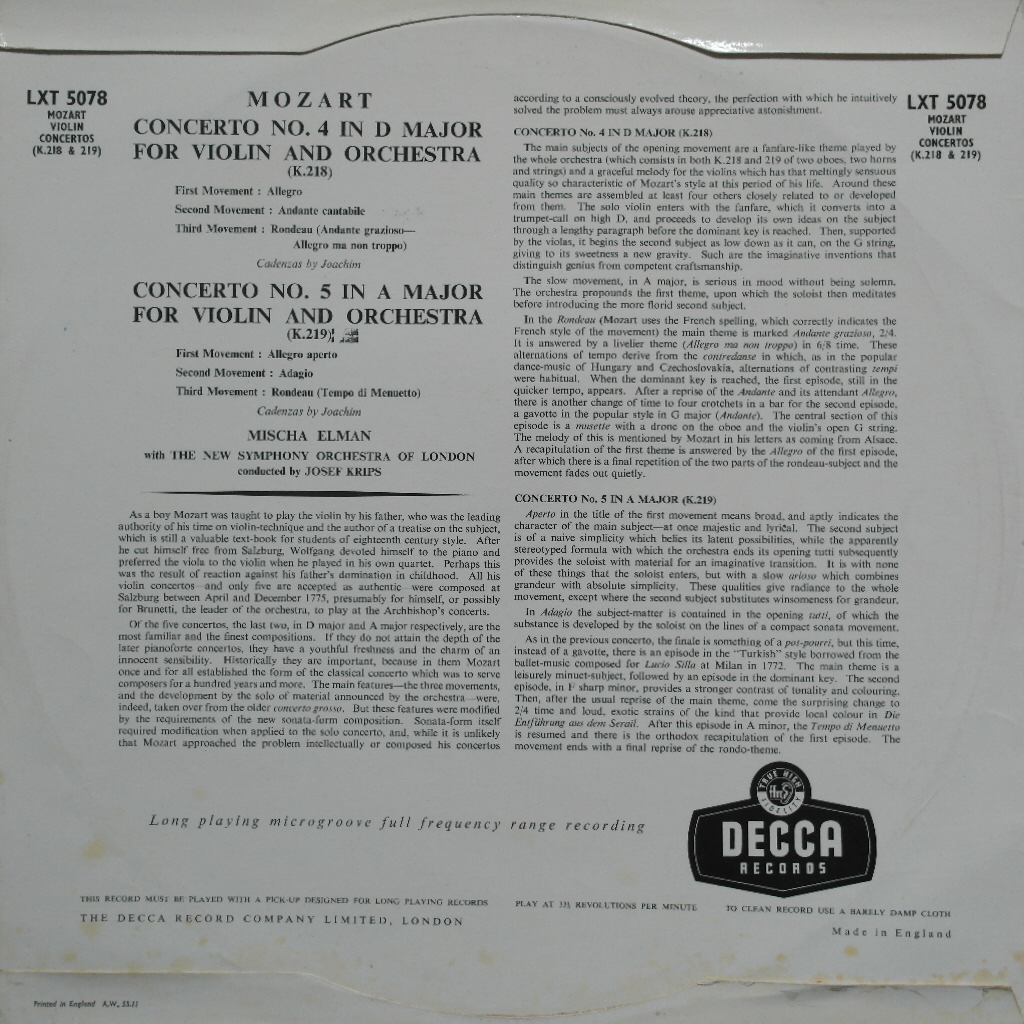 LXT 5078
MOZART
VIOLIN
CONCERTOS
(K.218 & 219)
MOZART
CONCERTO NO. 4 IN D MAJOR
FOR VIOLIN AND ORCHESTRA
(K.218)
First Movement : Allegro
Second Movement : Andante cantabile
Third Movement : Rondeau (Andante grazioso—
Allegro ma non troppo)
Cadenzas by Joachim
CONCERTO NO. 5 IN A MAJOR
FOR VIOLIN AND ORCHESTRA
(K.219)
First Movement : Allegro aperto
Second Movement : Adagio
Third Movement : Rondeau (Tempo di Menuetto)
Cadenzas by Joachim
MISCHA ELMAN
with THE NEW SYMPHONY ORCHESTRA OF LONDON
conducted by JOSEF KRIPS
As a boy Mozart was taught to play the violin by his father, who was the leading
authority of his time on violin-technique and the author of a treatise on the subject,
which is still a valuable text-book for students of eighteenth century style. After
he cut himself free from Salzburg, Wolfgang devoted himself to the piano and
preferred the viola to the violin when he played in his own quartet. Perhaps this
was the result of reaction against his father's domination in childhood. All his
violin concertos—and only five are accepted as authentic—were composed at
Salzburg between April and December 1775, presumably for himself, or possibly
for Brunetti, the leader of the orchestra, to play at the Archbishop's concerts.
Of the five concertos, the last two, in D major and A major respectively, are the
most familiar and the finest compositions. If they do not attain the depth of the
later pianoforte concertos, they have a youthful freshness and the charm of an
innocent sensibility. Historically they are important, because in them Mozart
once and for all established the form of the classical concerto which was to serve
composers for a hundred years and more. The main features—the three movements,
and the development by the solo of material announced by the orchestra—were,
indeed, taken over from the older concerto grosso. But these features were modified
by the requirements of the new sonata-form composition. Sonata-form itself
required modification when applied to the solo concerto, and, while it is unlikely
that Mozart approached the problem intellectually or composed his concertos
according to a consciously evolved theory, the perfection with which he intuitively
solved the problem must always arouse appreciative astonishment.
CONCERTO No. 4 IN D MAJOR (K.218)
The main subjects of the opening movement are a fanfare-like theme played by
the whole orchestra (which consists in both K.218 and 219 of two oboes, two horns
and strings) and a graceful melody for the violins which has that meltingly sensuous
quality so characteristic of Mozart's style at this period of his life. Around these
main themes are assembled at least four others closely related to or developed
from them. The solo violin enters with the fanfare, which it converts into a
trumpet-call on high D, and proceeds to develop its own ideas on the subject
through a lengthy paragraph before the dominant key is reached. Then, supported
by the violas, it begins the second subject as low down as it can, on the G string,
giving to its sweetness a new gravity. Such are the imaginative inventions that
distinguish genius from competent craftsmanship.
The slow movement, in A major, is serious in mood without being solemn.
The orchestra propounds the first theme, upon which the soloist then meditates
before introducing the more florid second subject.
In the Rondeau (Mozart uses the French spelling, which correctly indicates the
French style of the movement) the main theme is marked Andante grazioso, 2/4.
It is answered by a livelier theme (Allegro ma non troppo) in 6/8 time. These
alternations of tempo derive from the contredanse in which, as in the popular
dance-music of Hungary and Czechoslovakia, alternations of contrasting tempi
were habitual. When the dominant key is reached, the first episode, still in the
quicker tempo, appears. After a reprise of the Andante and its attendant Allegro,
there is another change of time to four crotchets in a bar for the second episode,
a gavotte in the popular style in G major (Andante). The central section of this
episode is a musette with a drone on the oboe and the violin's open G string.
The melody of this is mentioned by Mozart in his letters as coming from Alsace.
A recapitulation of the first theme is answered by the Allegro of the first episode,
after which there is a final repetition of the two parts of the rondeau-subject and the
movement fades out quietly.
CONCERTO No. 5 IN A MAJOR (K.219)
Aperto in the title of the first movement means broad, and aptly indicates the
character of the main subject—at once majestic and lyrical. The second subject
is of a naive simplicity which belies its latent possibilities, while the apparently
stereotyped formula with which the orchestra ends its opening tutti subsequently
provides the soloist with material for an imaginative transition. It is with none
of these things that the soloist enters, but with a slow arioso which combines
grandeur with absolute simplicity. These qualities give radiance to the whole
movement, except where the second subject substitutes winsomeness for grandeur.
In Adagio the subject-matter is contained in the opening tutti, of which the
substance is developed by the soloist on the lines of a compact sonata movement.
As in the previous concerto, the finale is something of a pot-pourri, but this time,
instead of a gavotte, there is an episode in the "Turkish" style borrowed from the
ballet-music composed for Lucio Silla at Milan in 1772. The main theme is a
leisurely minuet-subject, followed by an episode in the dominant key. The second
episode, in F sharp minor, provides a stronger contrast of tonality and colouring.
Then, after the usual reprise of the main theme, come the surprising change to
2/4 time and loud, exotic strains of the kind that provide local colour in Die
Entführung aus dem Serail. After this episode in A minor, the Tempo di Menuetto
is resumed and there is the orthodox recapitulation of the first episode. The
movement ends with a final reprise of the rondo-theme.
LXT 5078
MOZART
VIOLIN
CONCERTOS
(K.218 & 219)
Long playing microgroove full frequency range recording
TRUE HIGH
ffrr
FIDELITY
DECCA
RECORDS
THIS RECORD MUST BE PLAYED WITH A PICK-UP DESIGNED FOR LONG PLAYING RECORDS
PLAY AT 33⅓ REVOLUTIONS PER MINUTE
TO CLEAN RECORD USE A BARELY DAMP CLOTH
THE DECCA RECORD COMPANY LIMITED, LONDON
Made in England
Printed in England A.W. 55.11